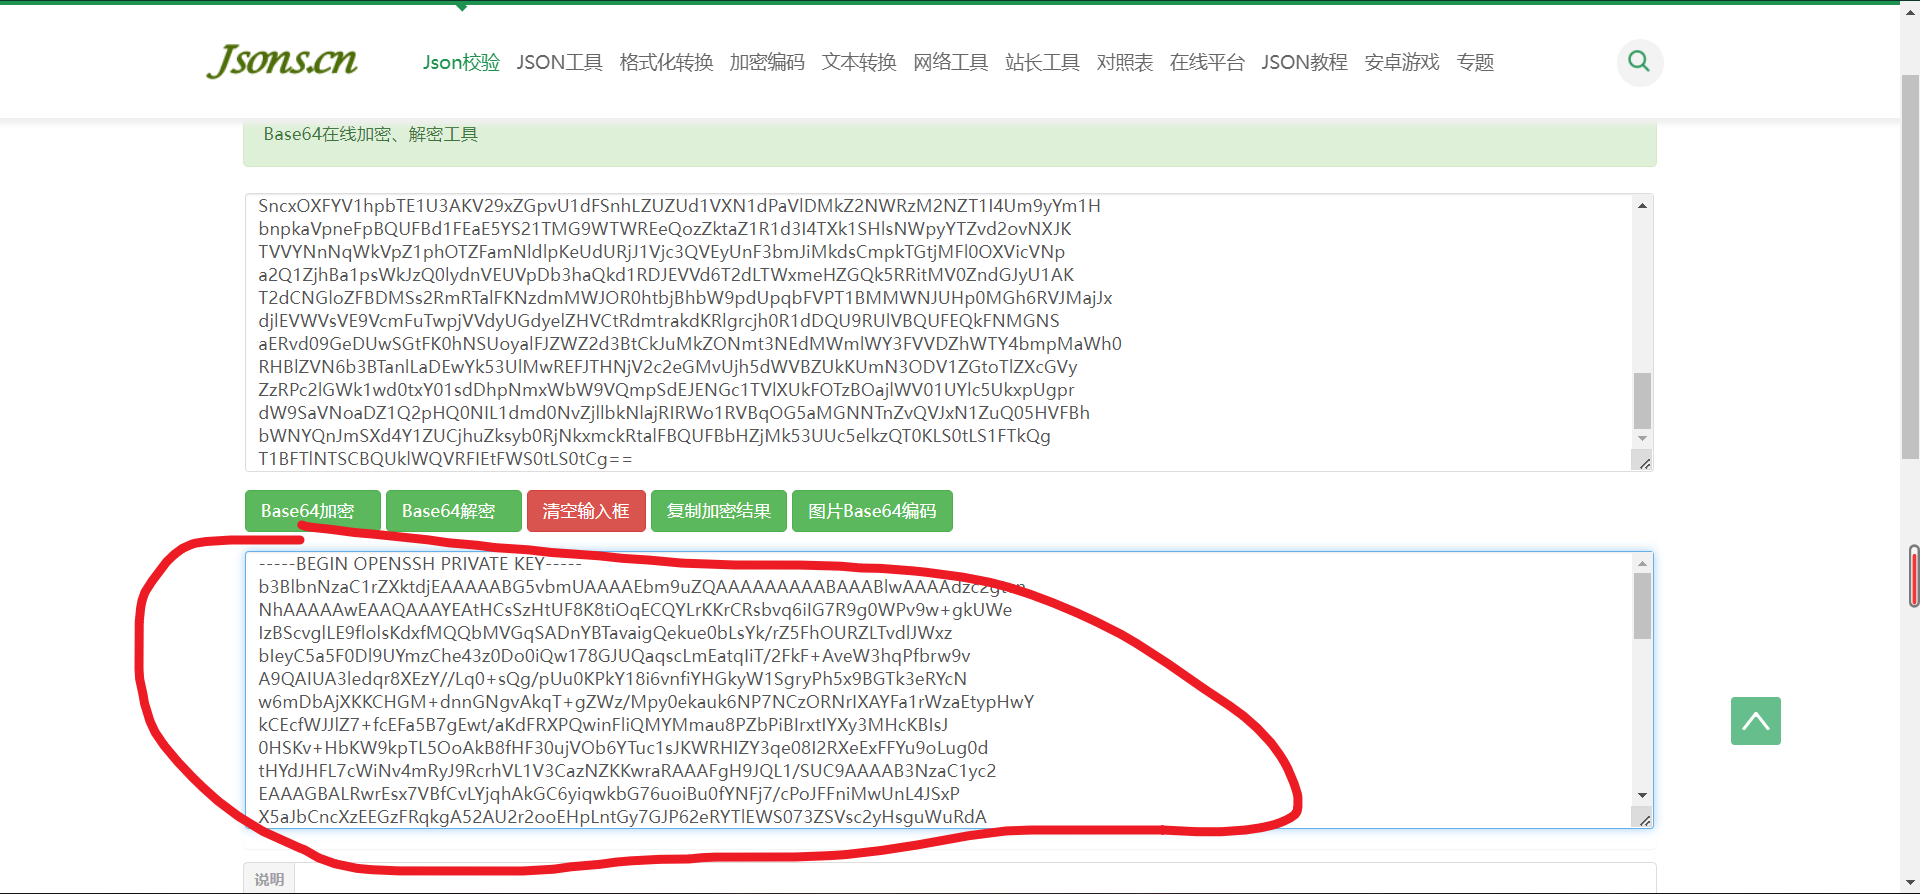 Jsons.cn
Json校验 JSON工具 格式化转换 加密编码 文本转换 网络工具 站长工具 对照表 在线平台 JSON教程 安卓游戏 专题
Base64在线加密、解密工具
SncxOXFYV1hpbTE1U3AKV29xZGpvU1dFSnhLZUZUd1VXN1dPaVlDMkZ2NWRzM2NZT1I4Um9yYm1H
bnpkaVpneFpBQUFBd1FEaE5YS21TMG9WTWREeQozZktaZ1R1d3I4TXk1SHlsNWpyYTZvd2ovNXJK
TVVYNnNqWkVpZ1phOTZFamNldlpKeUdURjJ1Vjc3QVEyUnF3bmJiMkdsCmpkTGtjMFl0OXVicVNp
a2Q1ZjhBa1psWkJzQ0lydnVEUVpDb3haQkd1RDJEVVd6T2dLTWxmeHZGQk5RRitMV0ZndGJyU1AK
T2dCNGloZFBDMSs2RmRTalFKNzdmMWJOR0htbjBhbW9pdUpqbFVPT1BMMWNJUHp0MGh6RVJMajJx
djlEVWVsVE9VcmFuTwpjVVdyUGdyelZHVCtRdmtrakdKRlgrcjh0R1dDQU9RUlVBQUFEQkFNMGNS
aERvd09GeDUwSGtFK0hNSUoyalFJZWZ2d3BtCkJuMkZONmt3NEdMWmlWY3FVVDZhWTY4bmpMaWh0
RHBlZVN6b3BTanlLaDEwYk53UlMwREFJTHNjV2c2eGMvUjh5dWVBZUkKUmN3ODV1ZGtoTlZXcGVy
ZzRPc2lGWk1wd0txY01sdDhpNmxWbW9VQmpSdEJENGc1TVlXUkFOTzBOajlWV01UYlc5UkxpUgpr
dW9SaVNoaDZ1Q2pHQ0NIL1dmd0NvZjllbkNlajRIRWo1RVBqOG5aMGNNTnZvQVJxN1ZuQ05HVFBh
bWNYQnJmSXd4Y1ZUCjhuZksyb0RjNkxmckRtalFBQUFBbHZjMk53UUc5elkzQT0KLS0tLS1FTkQg
T1BFTlNTSCBQUklWQVRFIEtFWS0tLS0tCg==
Base64加密 Base64解密 清空输入框 复制加密结果 图片Base64编码
-----BEGIN OPENSSH PRIVATE KEY-----
NhAAAAAwEAAQAAAYEAtHCsSzHtUF8K8tiOqECQYLrKKrCRsbvq6iIG7R9g0WPv9w+gkUWe
IzBScvglLE9flolsKdxfMQQbMVGqSADnYBTavaigQekue0bLsYk/rZ5FhOURZLTvdlJWxz
bIeyC5a5F0Dl9UYmzChe43z0Do0iQw178GJUQaqscLmEatqIiT/2FkF+AveW3hqPfbrw9v
A9QAIUA3ledqr8XEzY//Lq0+sQg/pUu0KPkY18i6vnfiYHGkyW1SgryPh5x9BGTk3eRYcN
w6mDbAjXKKCHGM+dnnGNgvAkqT+gZWz/Mpy0ekauk6NP7NCzORNrIXAYFa1rWzaEtypHwY
kCEcfWJJlZ7+fcEFa5B7gEwt/aKdFRXPQwinFliQMYMmau8PZbPiBIrxtIYXy3MHcKBIsJ
0HSKv+HbKW9kpTL5OoAkB8fHF30ujVOb6YTuc1sJKWRHIZY3qe08I2RXeExFFYu9oLug0d
tHYdJHFL7cWiNv4mRyJ9RcrhVL1V3CazNZKKwraRAAAFgH9JQL1/SUC9AAAAB3NzaC1yc2
EAAAGBALRwrEsx7VBfCvLYjqhAkGC6yiqwkbG76uoiBu0fYNFj7/cPoJFFniMwUnL4JSxP
X5aJbCncXzEEGzFRqkgA52AU2r2ooEHpLntGy7GJP62eRYTlEWS073ZSVsc2yHsguWuRdA
说明